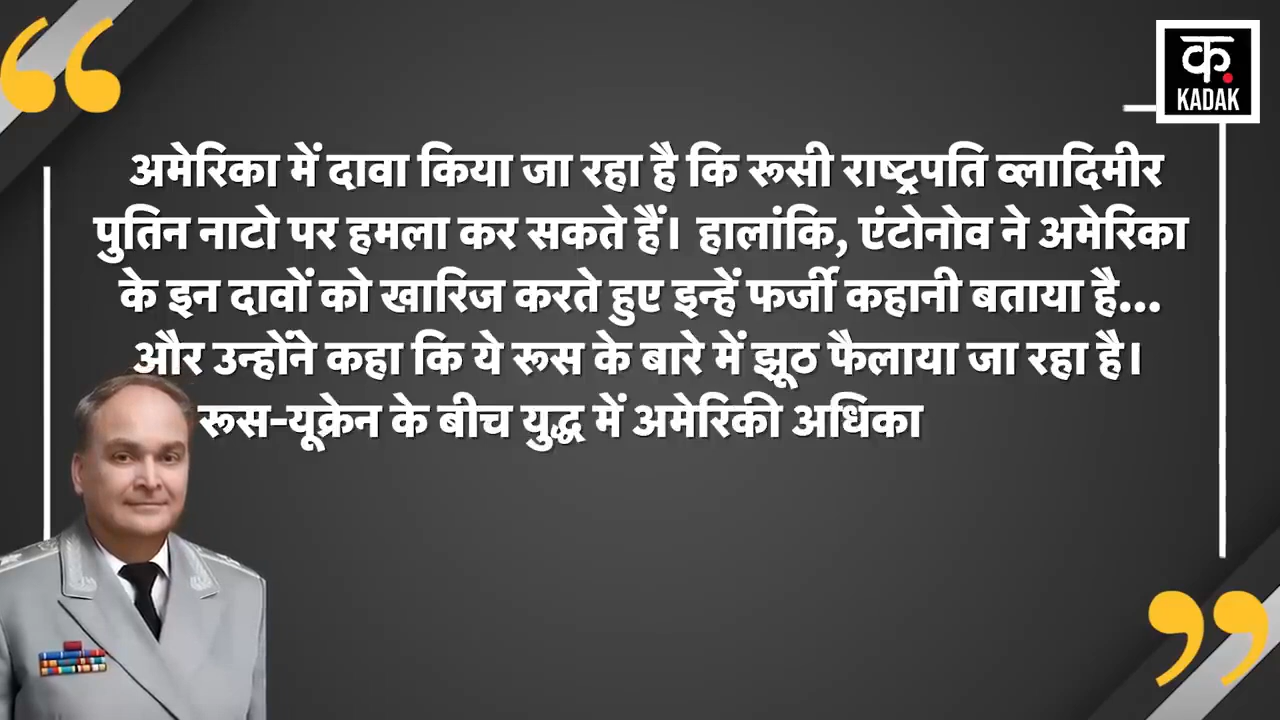 क
KADAK
अमेरिका में दावा किया जा रहा है कि रूसी राष्ट्रपति व्लादिमीर
पुतिन नाटो पर हमला कर सकते हैं। हालांकि, एंटोनोव ने अमेरिका
के इन दावों को खारिज करते हुए इन्हें फर्जी कहानी बताया है...
और उन्होंने कहा कि ये रूस के बारे में झूठ फैलाया जा रहा है।
रूस-यूक्रेन के बीच युद्ध में अमेरिकी अधिका